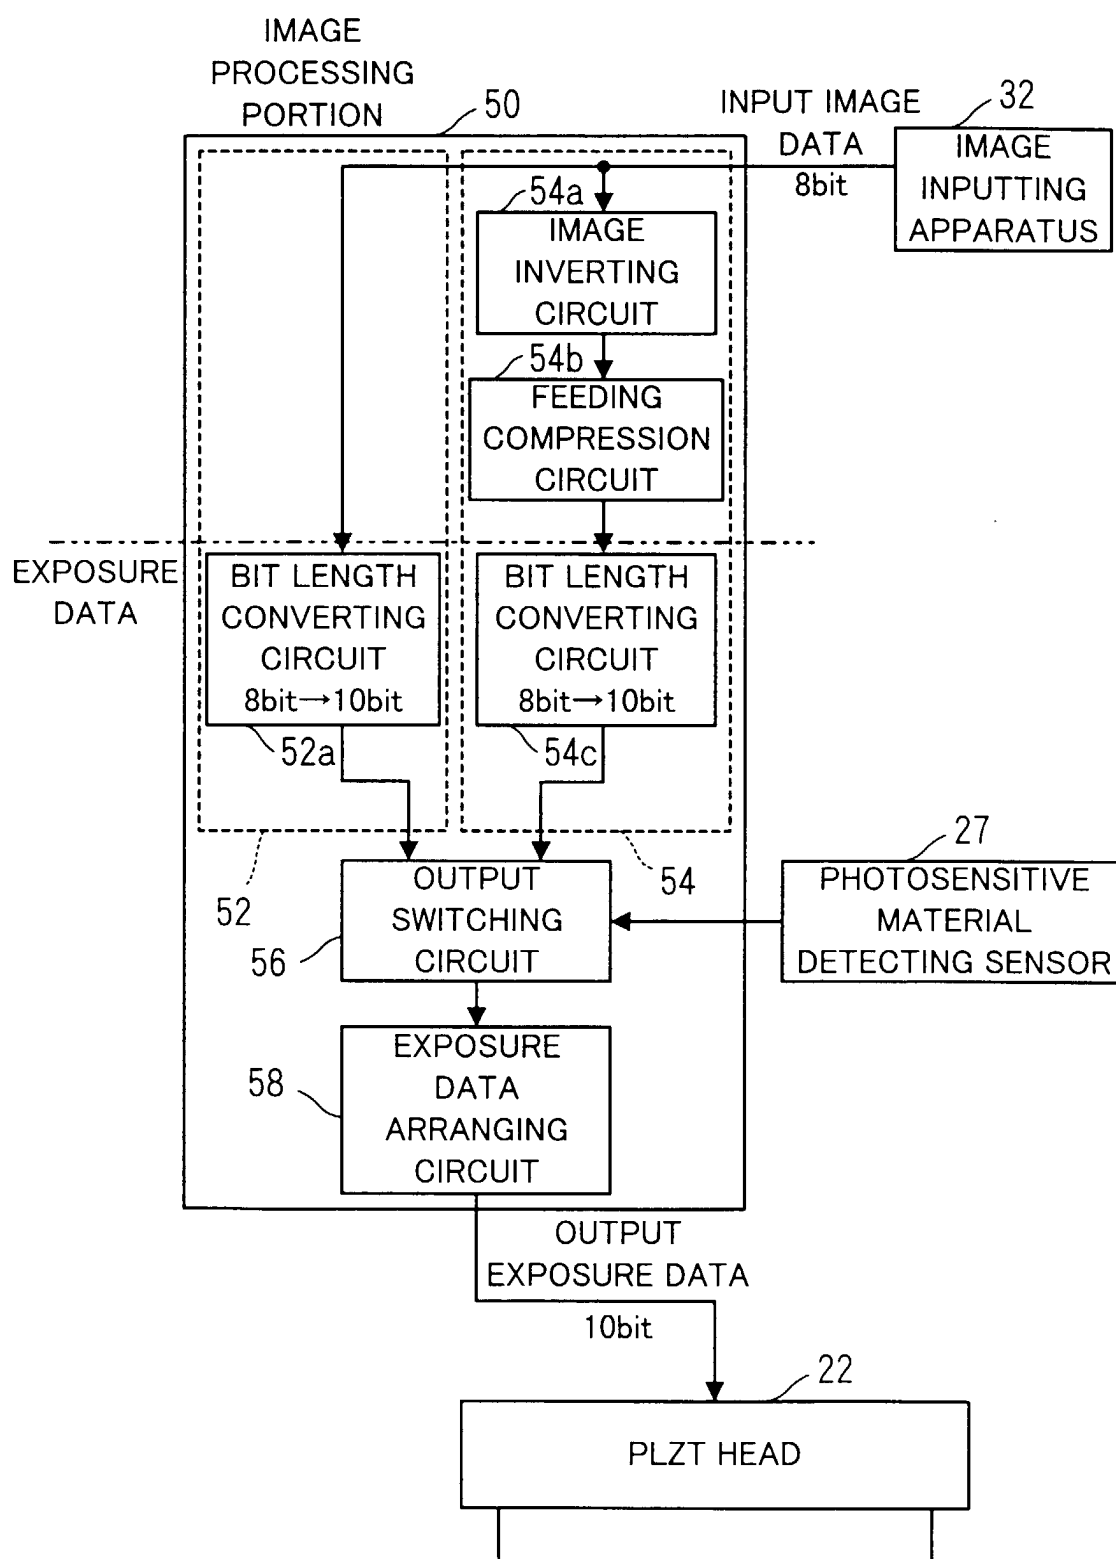 IMAGE
PROCESSING
PORTION
50
INPUT IMAGE
DATA
8bit
32
IMAGE
INPUTTING
APPARATUS
54a
IMAGE
INVERTING
CIRCUIT
54b
FEEDING
COMPRESSION
CIRCUIT
EXPOSURE
DATA
BIT LENGTH
CONVERTING
CIRCUIT
8bit→10bit
52a
BIT LENGTH
CONVERTING
CIRCUIT
8bit→10bit
54c
52
54
27
PHOTOSENSITIVE
MATERIAL
DETECTING SENSOR
OUTPUT
SWITCHING
CIRCUIT
56
EXPOSURE
DATA
ARRANGING
CIRCUIT
58
OUTPUT
EXPOSURE DATA
10bit
22
PLZT HEAD